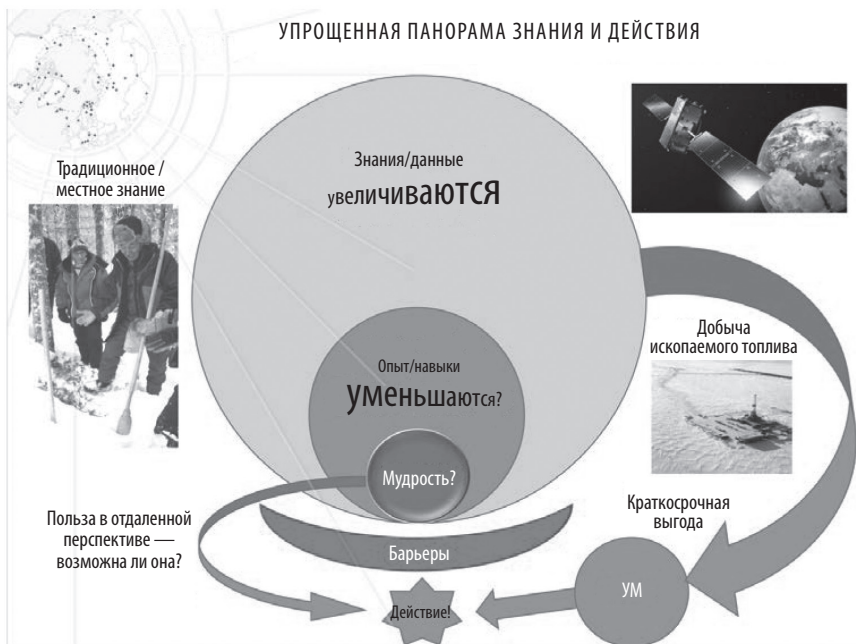 УПРОЩЕННАЯ ПАНОРАМА ЗНАНИЯ И ДЕЙСТВИЯ
Традиционное /
местное знание
Знания/данные
увеличиваются
Добыча
ископаемого топлива
Опыт/навыки
уменьшаются?
Мудрость?
Краткосрочная
выгода
Польза в отдаленной
перспективе —
возможна ли она?
Барьеры
УМ
Действие!